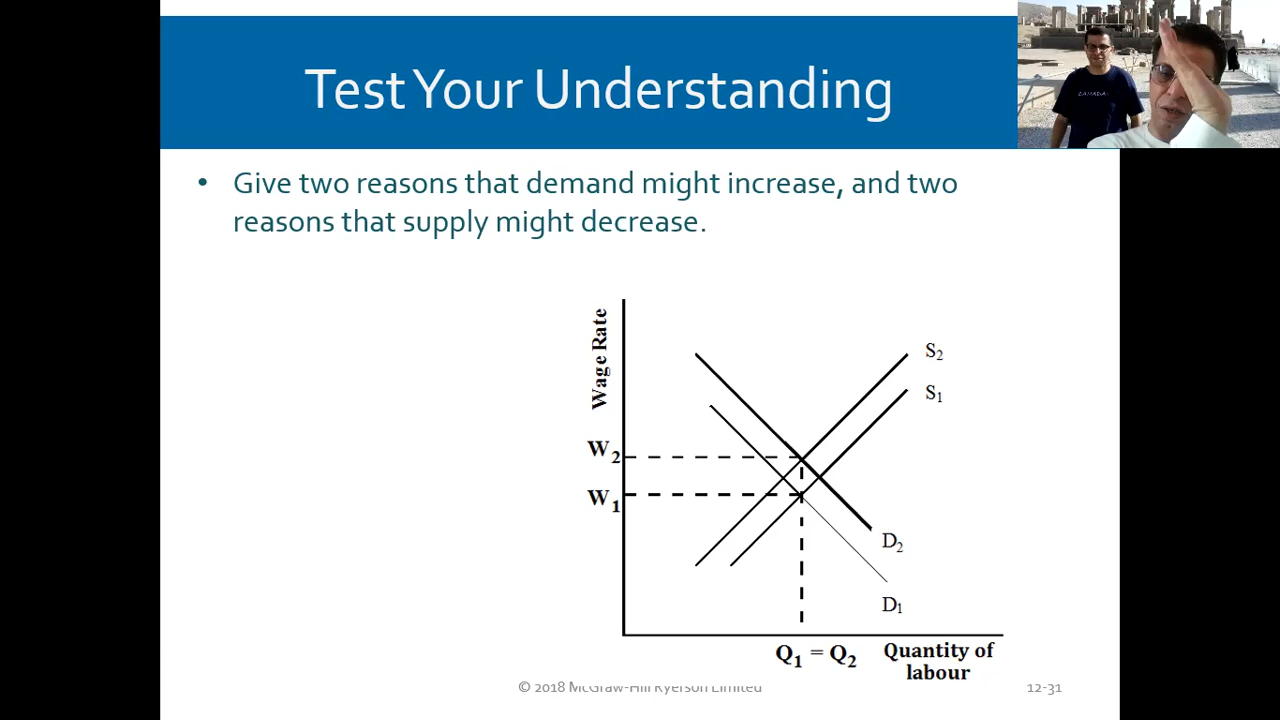 Test Your Understanding
• Give two reasons that demand might increase, and two
reasons that supply might decrease.
Wage Rate
S2
S1
W2
W1
D2
D1
Q1 = Q2
Quantity of
labour
© 2018 McGraw-Hill Ryerson Limited
12-31